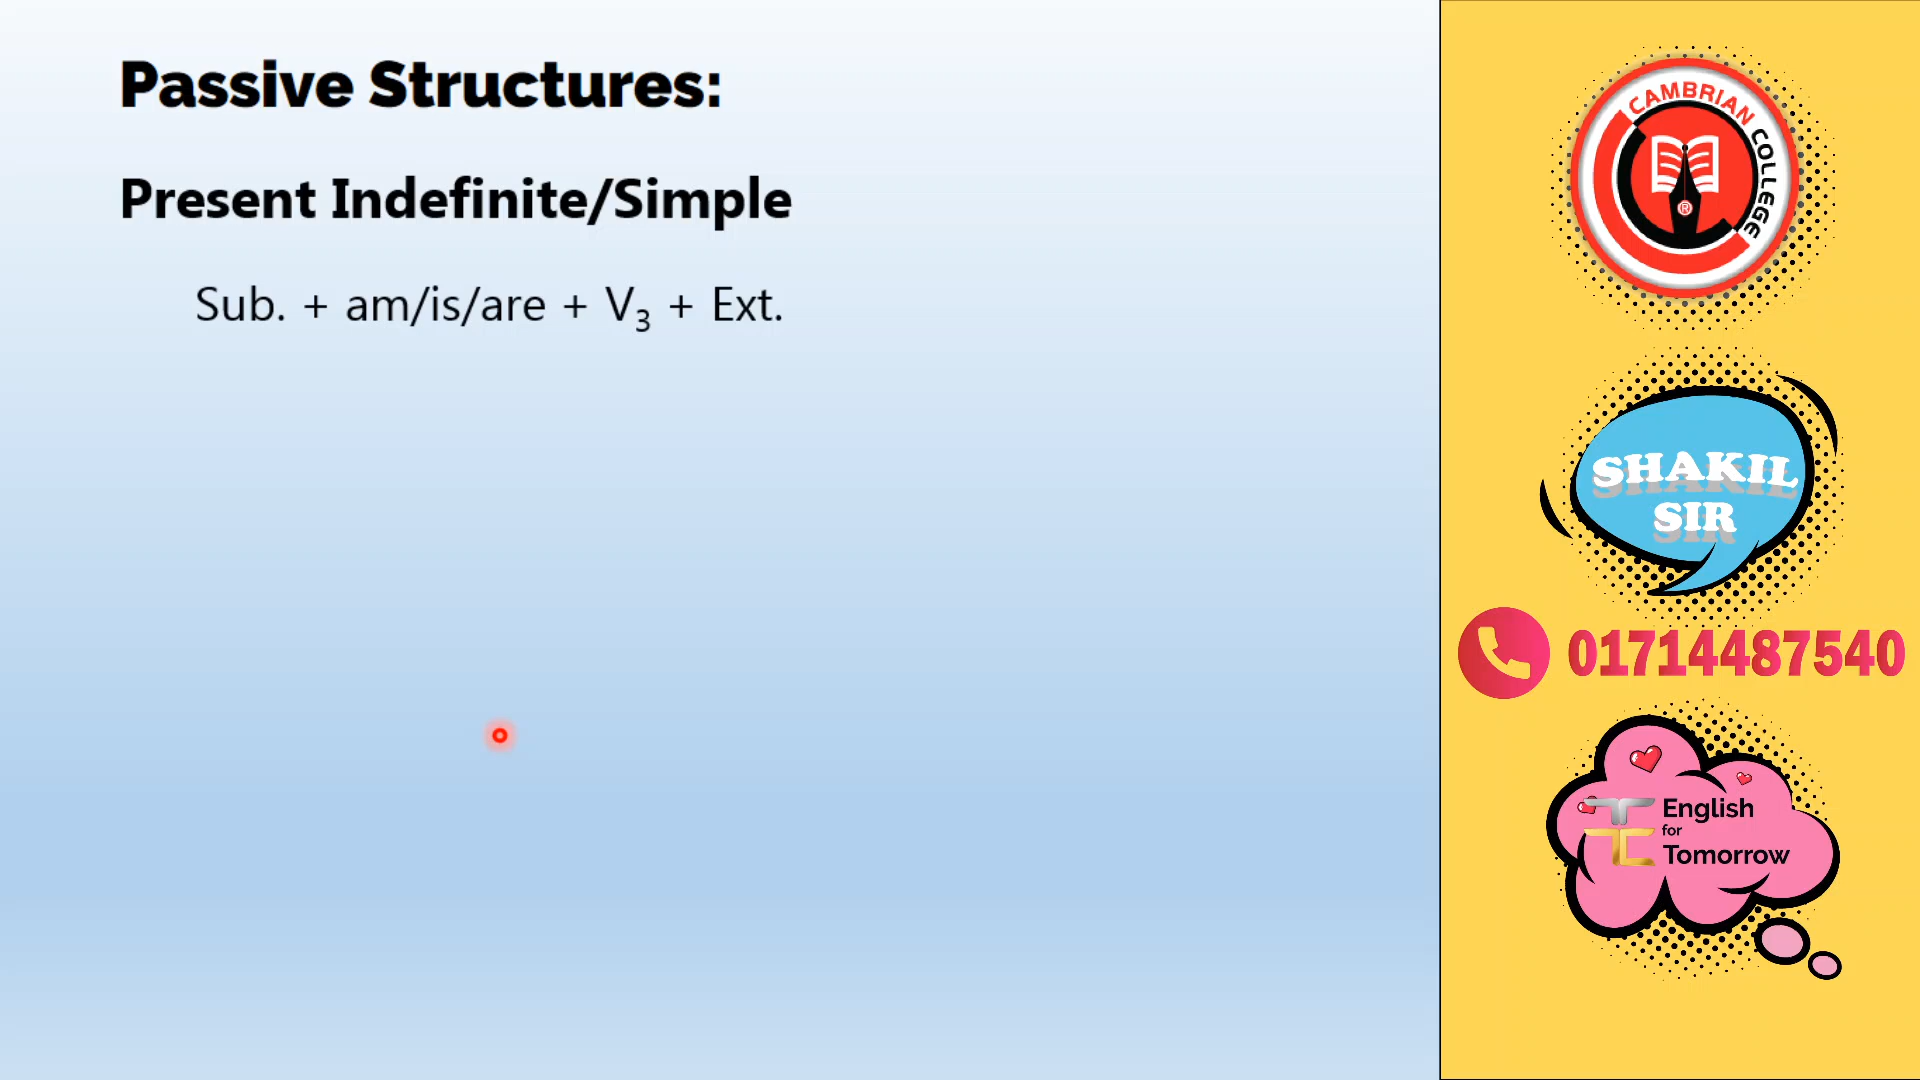 Passive Structures:
Present Indefinite/Simple
Sub. + am/is/are + V₃ + Ext.
CAMBRIAN COLLEGE
®
SHAKIL
SIR
01714487540
English
for
Tomorrow